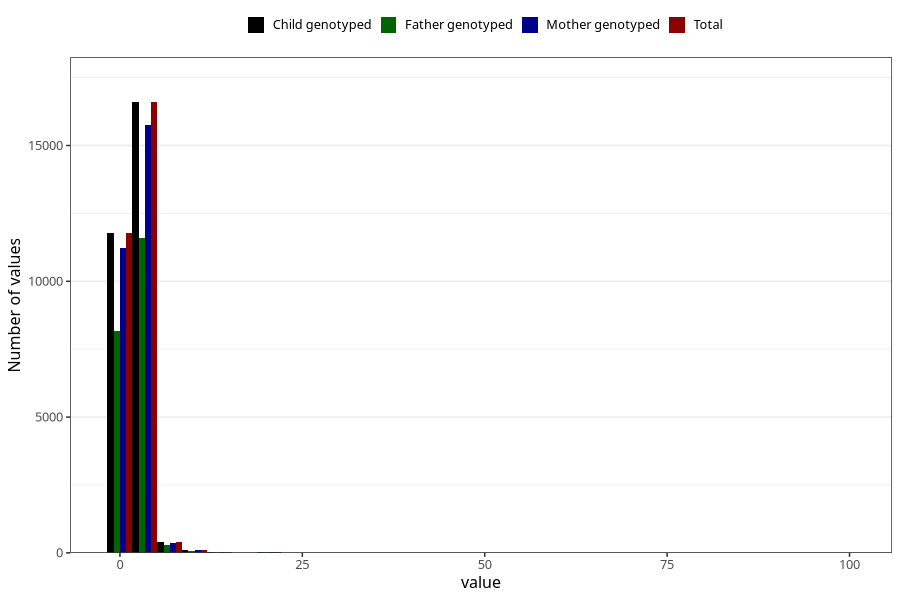 Child genotyped Father genotyped Mother genotyped Total
Number of values
15000
10000
5000
0
0 25 50 75 100
value